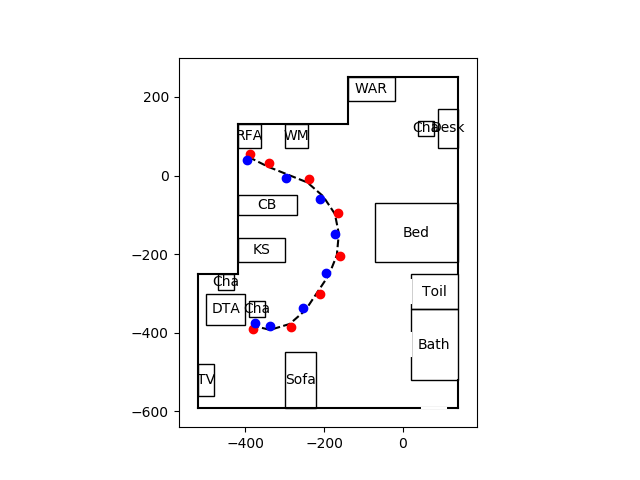 WAR
200
RFA
WM
Cha
Desk
0
CB
KS
Bed
−200
Cha
Toil
DTA
Cha
Bath
−400
TV
Sofa
−600
−400
−200
0